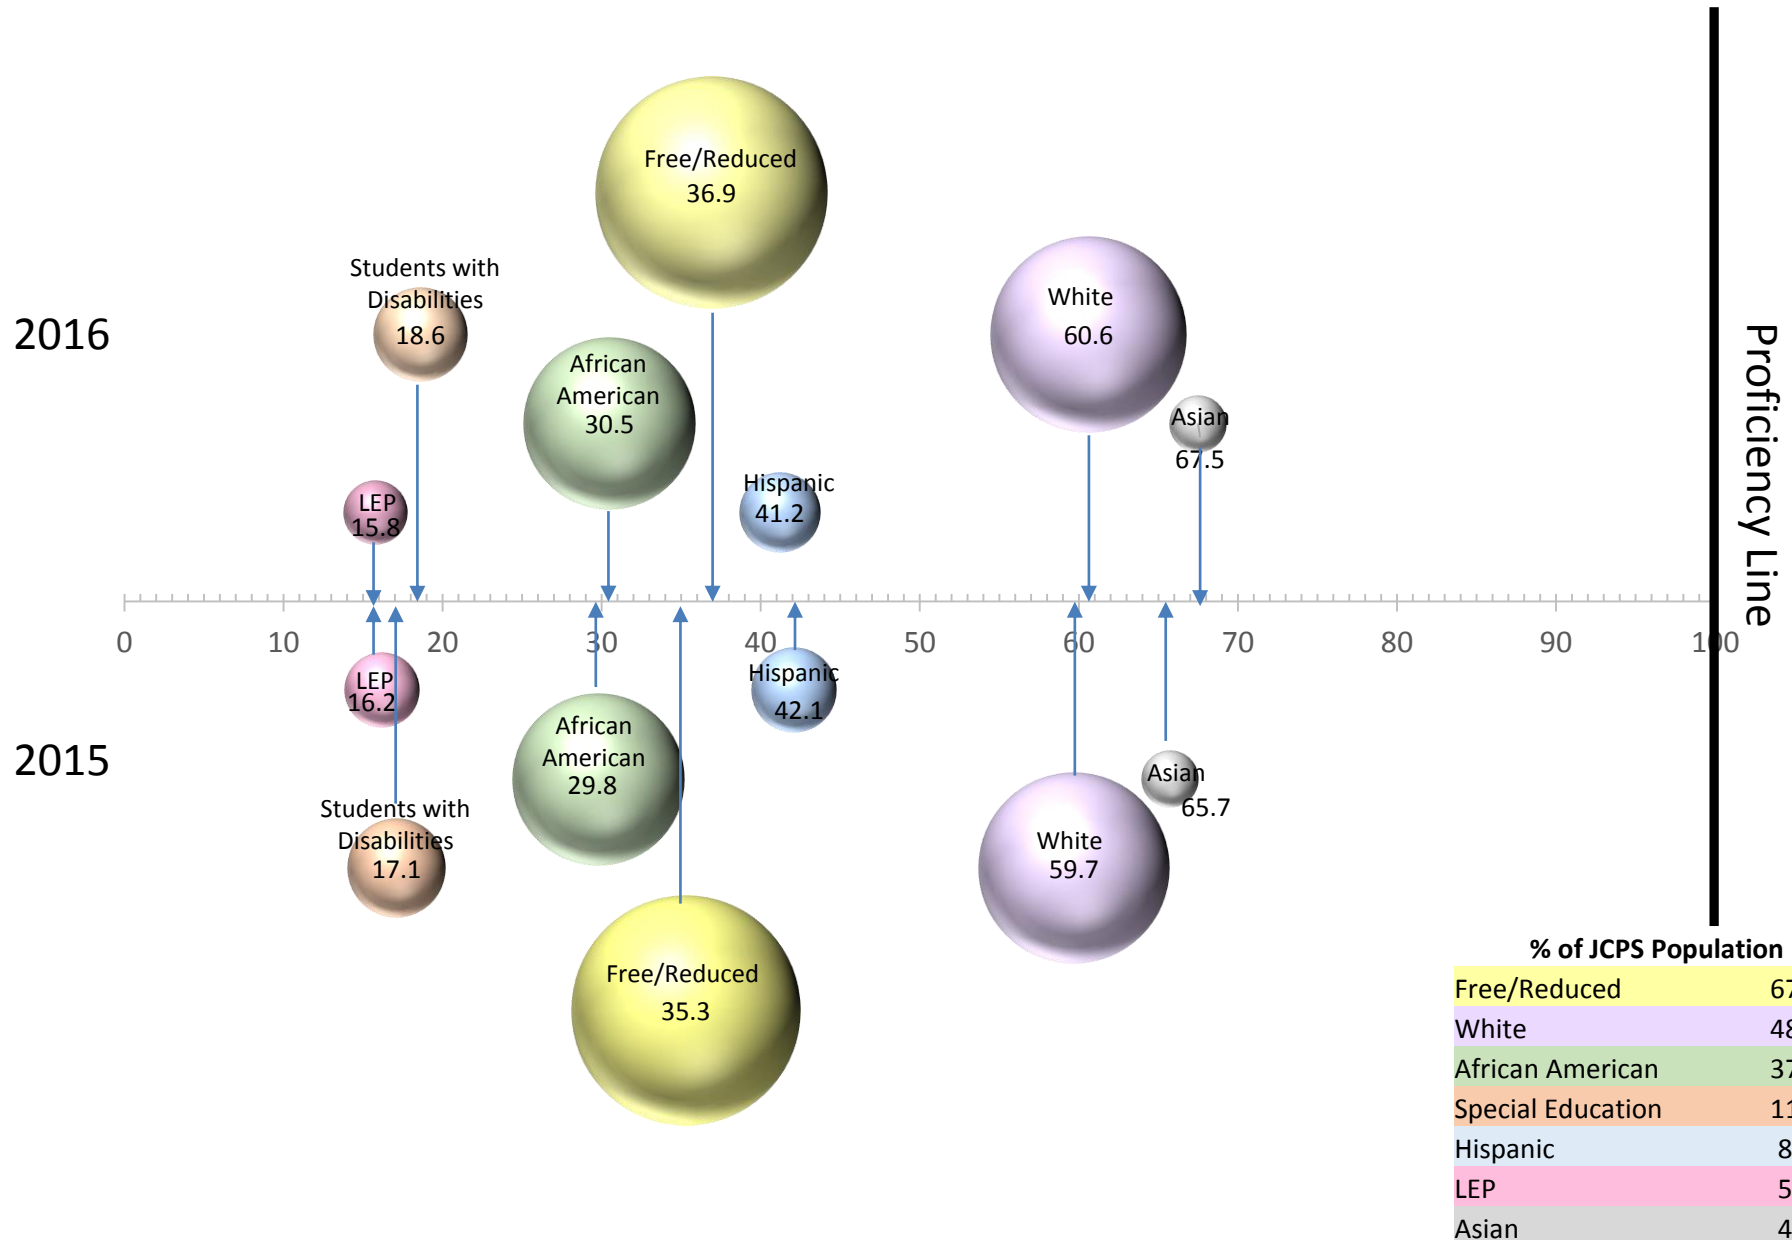 Free/Reduced
36.9
Students with
Disabilities
18.6
White
60.6
2016
African
American
30.5
Asian
67.5
Hispanic
41.2
LEP
15.8
Proficiency Line
0 10 20 30 40 50 60 70 80 90 100
LEP
16.2
Hispanic
42.1
2015
African
American
29.8
Asian
65.7
Students with
Disabilities
17.1
White
59.7
Free/Reduced
35.3
% of JCPS Population
Free/Reduced 67
White 48
African American 37
Special Education 11
Hispanic 8
LEP 5
Asian 4